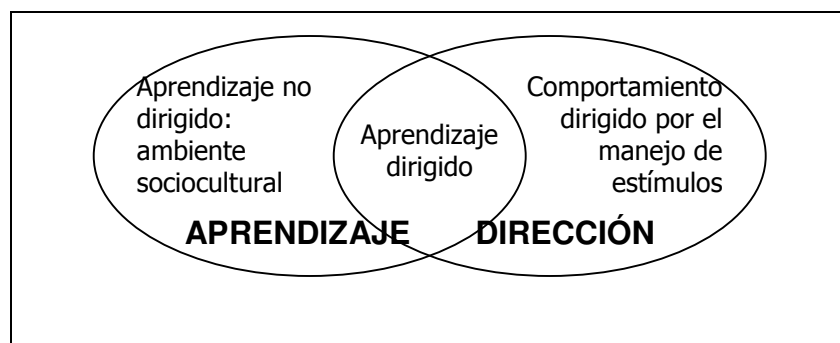 Aprendizaje no
dirigido:
ambiente
sociocultural
Aprendizaje
dirigido
Comportamiento
dirigido por el
manejo de
estímulos
APRENDIZAJE
DIRECCIÓN